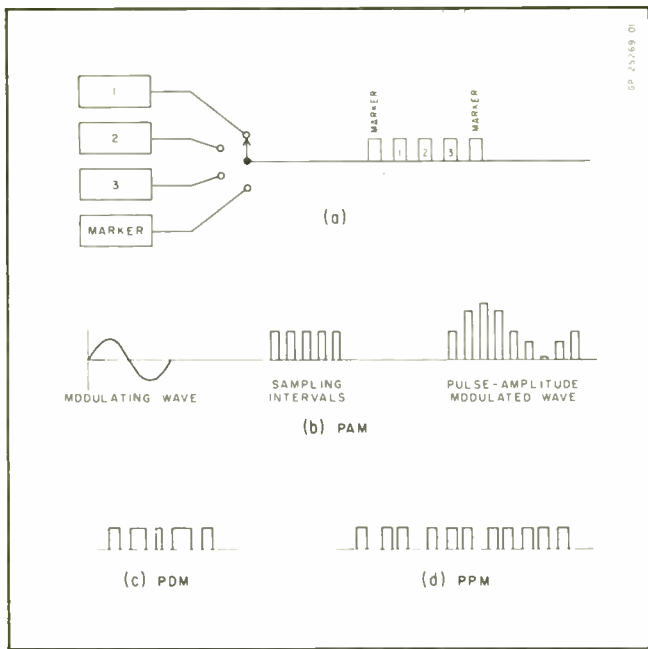 GP 25769 01
1
2
3
MARKER
MARKER
1 2 3
MARKER
(a)
MODULATING WAVE
SAMPLING
INTERVALS
PULSE-AMPLITUDE
MODULATED WAVE
(b) PAM
(c) PDM
(d) PPM